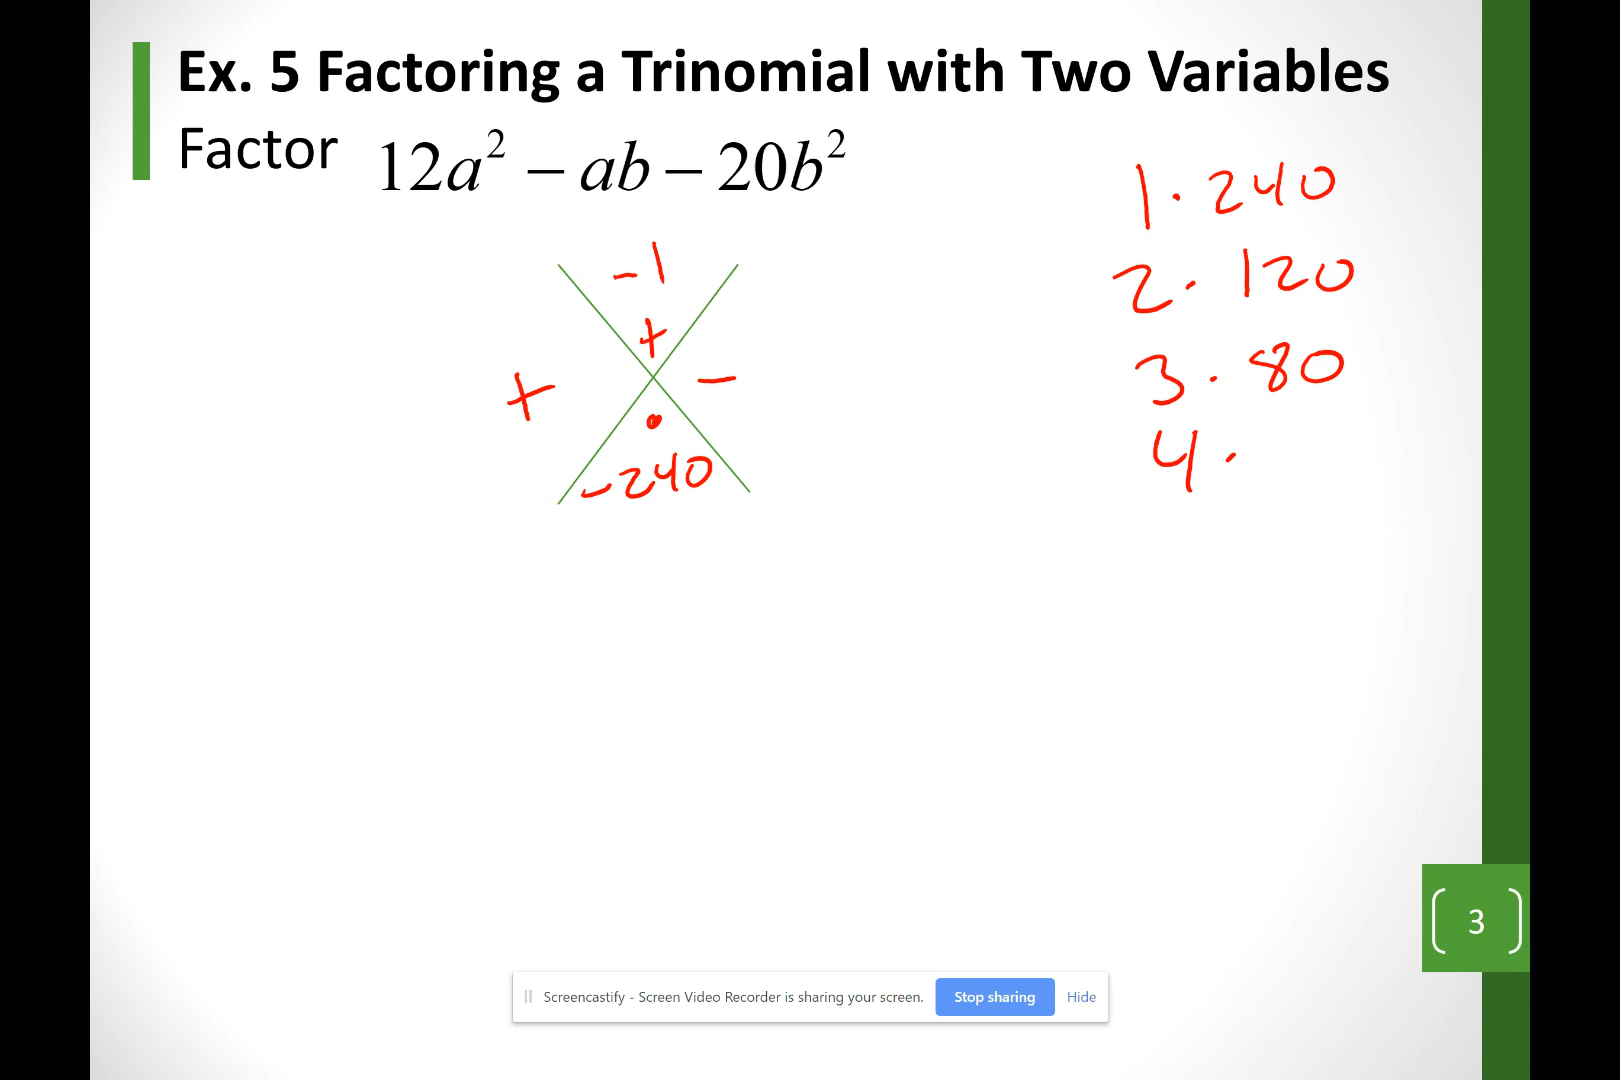 Ex. 5 Factoring a Trinomial with Two Variables
Factor 12a² – ab – 20b²
1 · 240
2 · 120
3 · 80
4 ·
-1
+
+ -
·
-240
3
Screencastify - Screen Video Recorder is sharing your screen. Stop sharing Hide